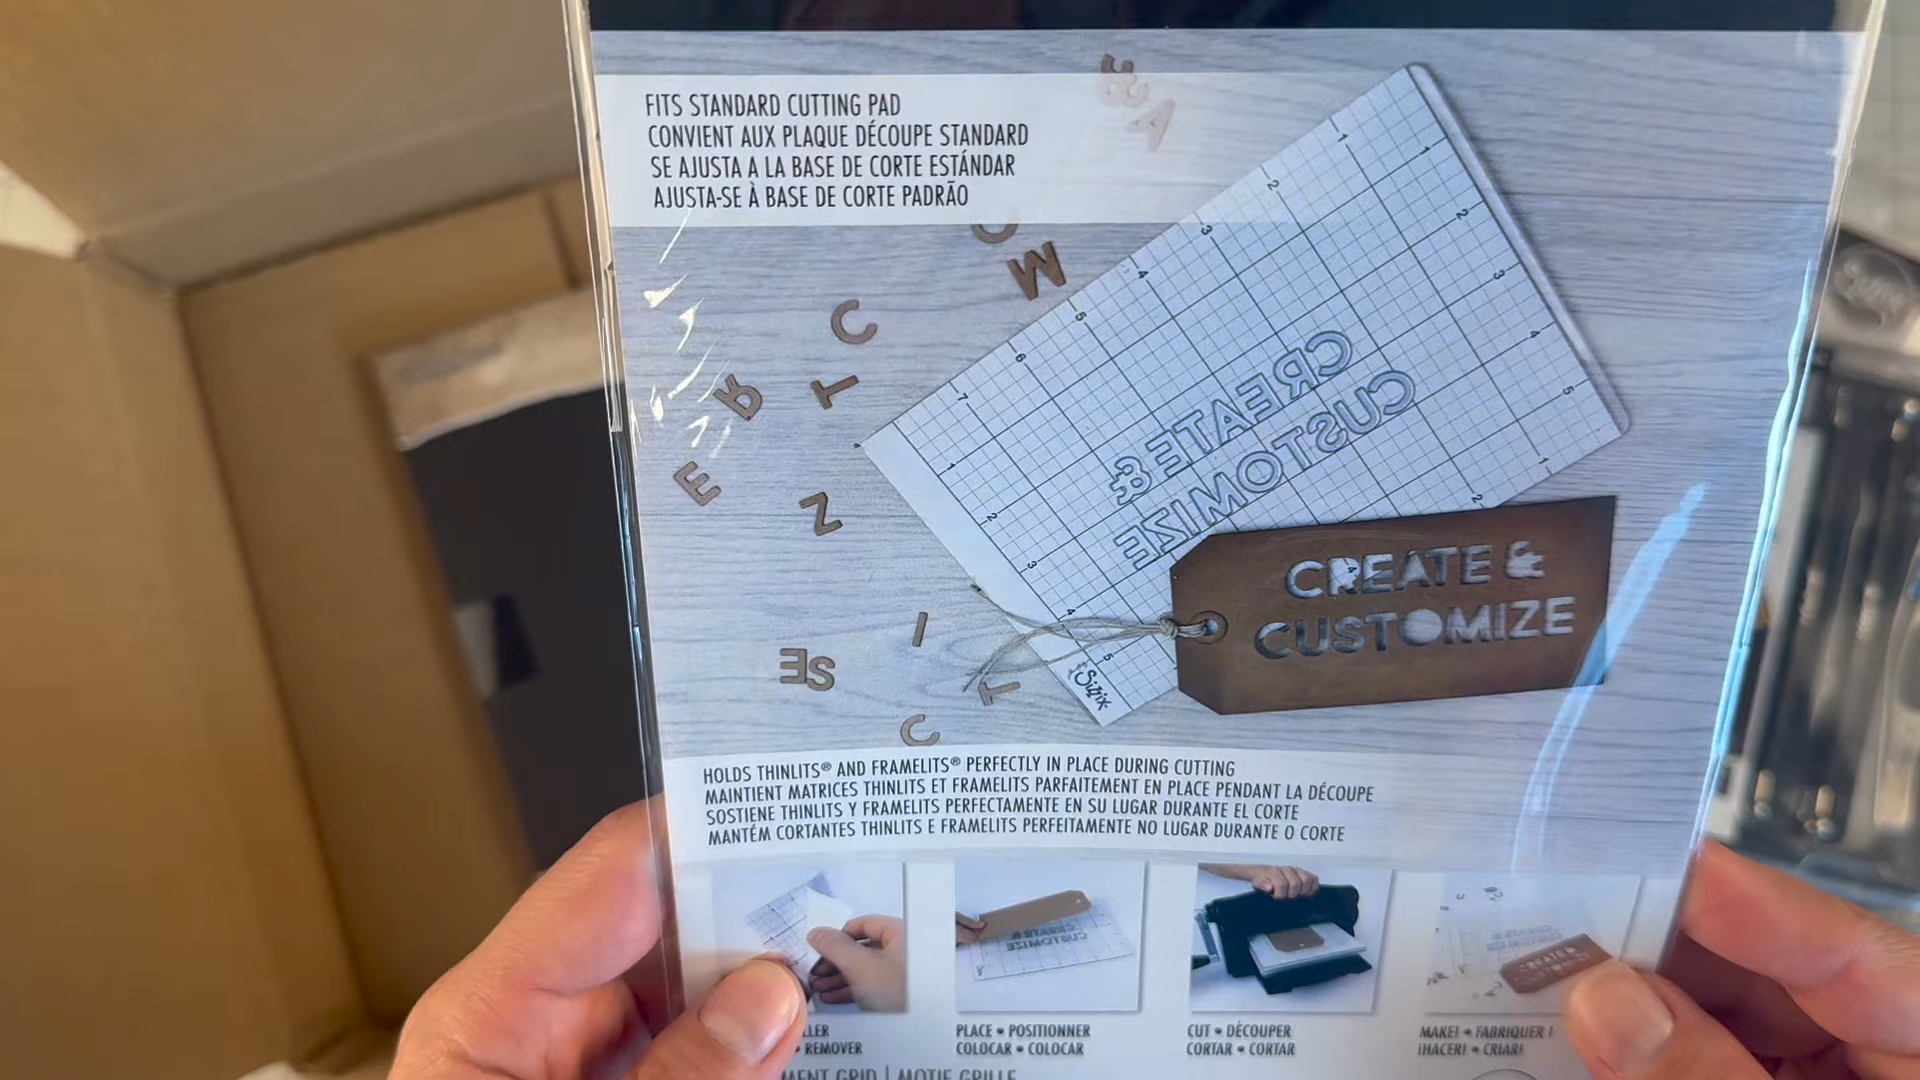 FITS STANDARD CUTTING PAD
CONVIENT AUX PLAQUE DÉCOUPE STANDARD
SE AJUSTA A LA BASE DE CORTE ESTÁNDAR
AJUSTA-SE À BASE DE CORTE PADRÃO
CREATE &
CUSTOMIZE
CREATE &
CUSTOMIZE
Sizzix
HOLDS THINLITS® AND FRAMELITS® PERFECTLY IN PLACE DURING CUTTING
MAINTIENT MATRICES THINLITS ET FRAMELITS PARFAITEMENT EN PLACE PENDANT LA DÉCOUPE
SOSTIENE THINLITS Y FRAMELITS PERFECTAMENTE EN SU LUGAR DURANTE EL CORTE
MANTÉM CORTANTES THINLITS E FRAMELITS PERFEITAMENTE NO LUGAR DURANTE O CORTE
• REMOVER
PLACE • POSITIONNER
COLOCAR • COLOCAR
CUT • DÉCOUPER
CORTAR • CORTAR
MAKE! • FABRIQUER !
¡HACER! • CRIAR!
GRID | MOTIF GRILLE